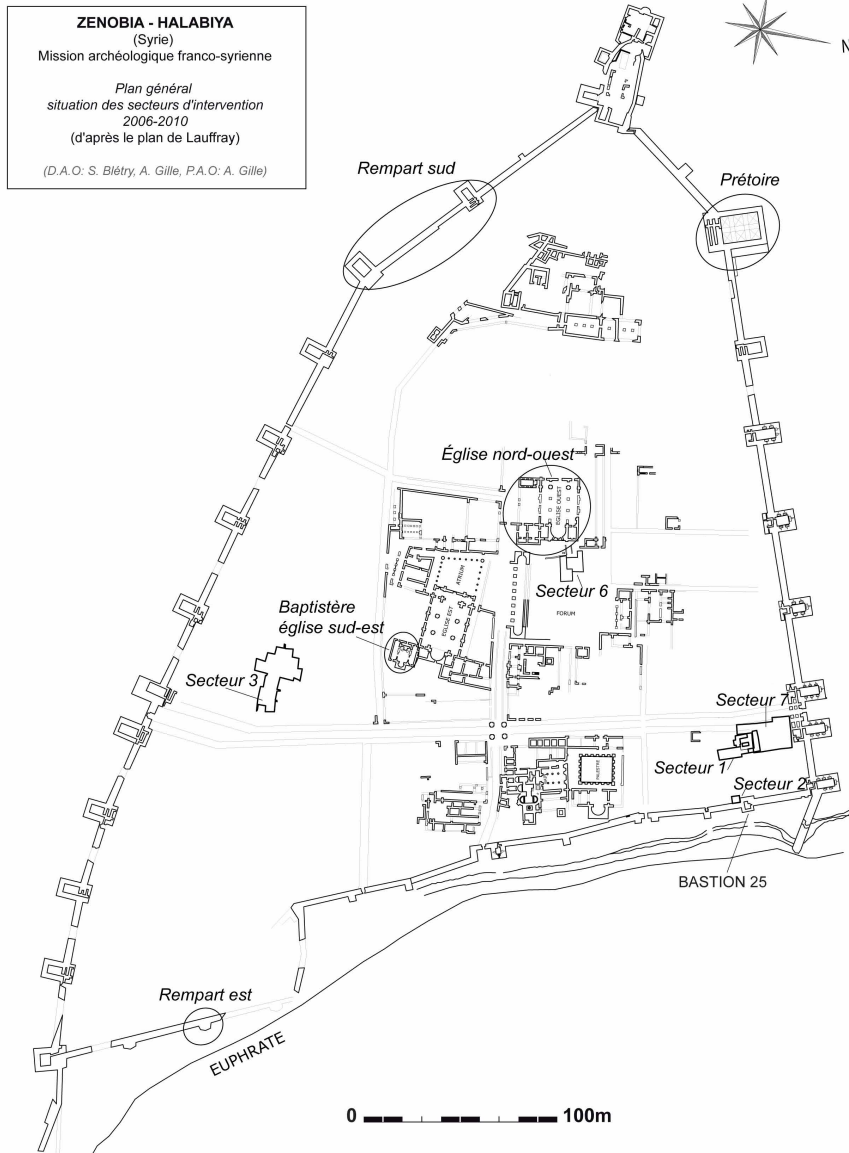 ZENOBIA - HALABIYA
(Syrie)
Mission archéologique franco-syrienne
Plan général
situation des secteurs d'intervention
2006-2010
(d'après le plan de Lauffray)
(D.A.O: S. Blétry, A. Gille, P.A.O: A. Gille)
N
Rempart sud
Prétoire
Église nord-ouest
EGLISE OUEST
ATRIUM
Secteur 6
FORUM
Baptistère
église sud-est
EGLISE EST
Secteur 3
Secteur 7
Secteur 1
PALESTRE
Secteur 2
BASTION 25
Rempart est
EUPHRATE
0 100m